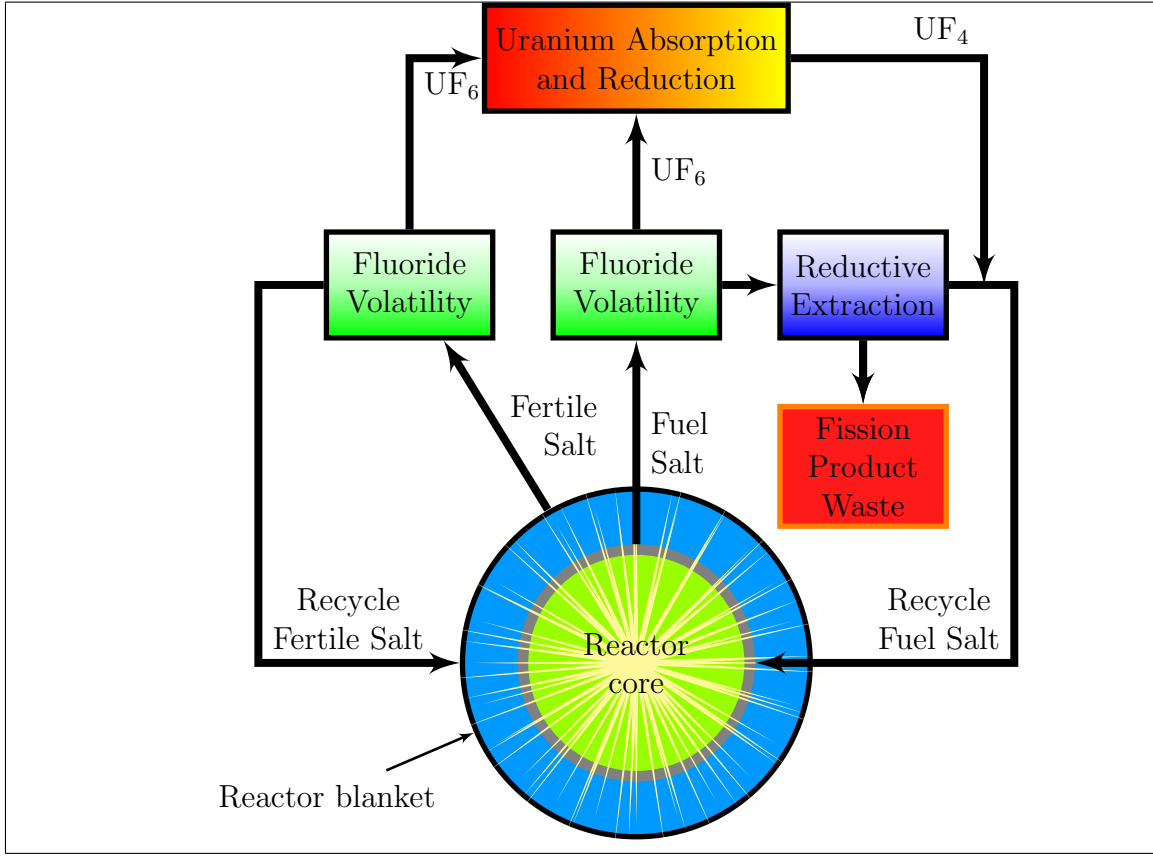 Uranium Absorption
and Reduction
UF₄
UF₆
UF₆
Fluoride
Volatility
Fluoride
Volatility
Reductive
Extraction
Fertile
Salt
Fuel
Salt
Fission
Product
Waste
Recycle
Fertile Salt
Reactor
core
Recycle
Fuel Salt
Reactor blanket